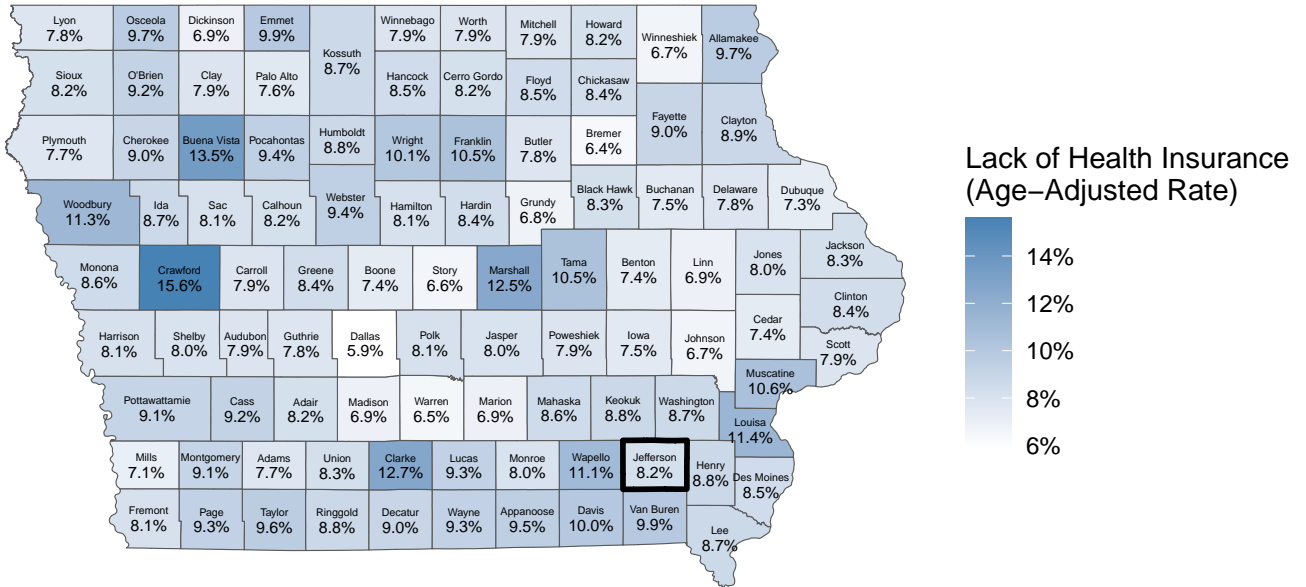 Lyon
7.8%
Osceola
9.7%
Dickinson
6.9%
Emmet
9.9%
Kossuth
8.7%
Winnebago
7.9%
Worth
7.9%
Mitchell
7.9%
Howard
8.2%
Winneshiek
6.7%
Allamakee
9.7%
Sioux
8.2%
O'Brien
9.2%
Clay
7.9%
Palo Alto
7.6%
Hancock
8.5%
Cerro Gordo
8.2%
Floyd
8.5%
Chickasaw
8.4%
Fayette
9.0%
Clayton
8.9%
Plymouth
7.7%
Cherokee
9.0%
Buena Vista
13.5%
Pocahontas
9.4%
Humboldt
8.8%
Wright
10.1%
Franklin
10.5%
Butler
7.8%
Bremer
6.4%
Woodbury
11.3%
Ida
8.7%
Sac
8.1%
Calhoun
8.2%
Webster
9.4%
Hamilton
8.1%
Hardin
8.4%
Grundy
6.8%
Black Hawk
8.3%
Buchanan
7.5%
Delaware
7.8%
Dubuque
7.3%
Monona
8.6%
Crawford
15.6%
Carroll
7.9%
Greene
8.4%
Boone
7.4%
Story
6.6%
Marshall
12.5%
Tama
10.5%
Benton
7.4%
Linn
6.9%
Jones
8.0%
Jackson
8.3%
Clinton
8.4%
Harrison
8.1%
Shelby
8.0%
Audubon
7.9%
Guthrie
7.8%
Dallas
5.9%
Polk
8.1%
Jasper
8.0%
Poweshiek
7.9%
Iowa
7.5%
Johnson
6.7%
Cedar
7.4%
Scott
7.9%
Muscatine
10.6%
Pottawattamie
9.1%
Cass
9.2%
Adair
8.2%
Madison
6.9%
Warren
6.5%
Marion
6.9%
Mahaska
8.6%
Keokuk
8.8%
Washington
8.7%
Louisa
11.4%
Mills
7.1%
Montgomery
9.1%
Adams
7.7%
Union
8.3%
Clarke
12.7%
Lucas
9.3%
Monroe
8.0%
Wapello
11.1%
Jefferson
8.2%
Henry
8.8%
Des Moines
8.5%
Fremont
8.1%
Page
9.3%
Taylor
9.6%
Ringgold
8.8%
Decatur
9.0%
Wayne
9.3%
Appanoose
9.5%
Davis
10.0%
Van Buren
9.9%
Lee
8.7%
Lack of Health Insurance
(Age−Adjusted Rate)
14%
12%
10%
8%
6%